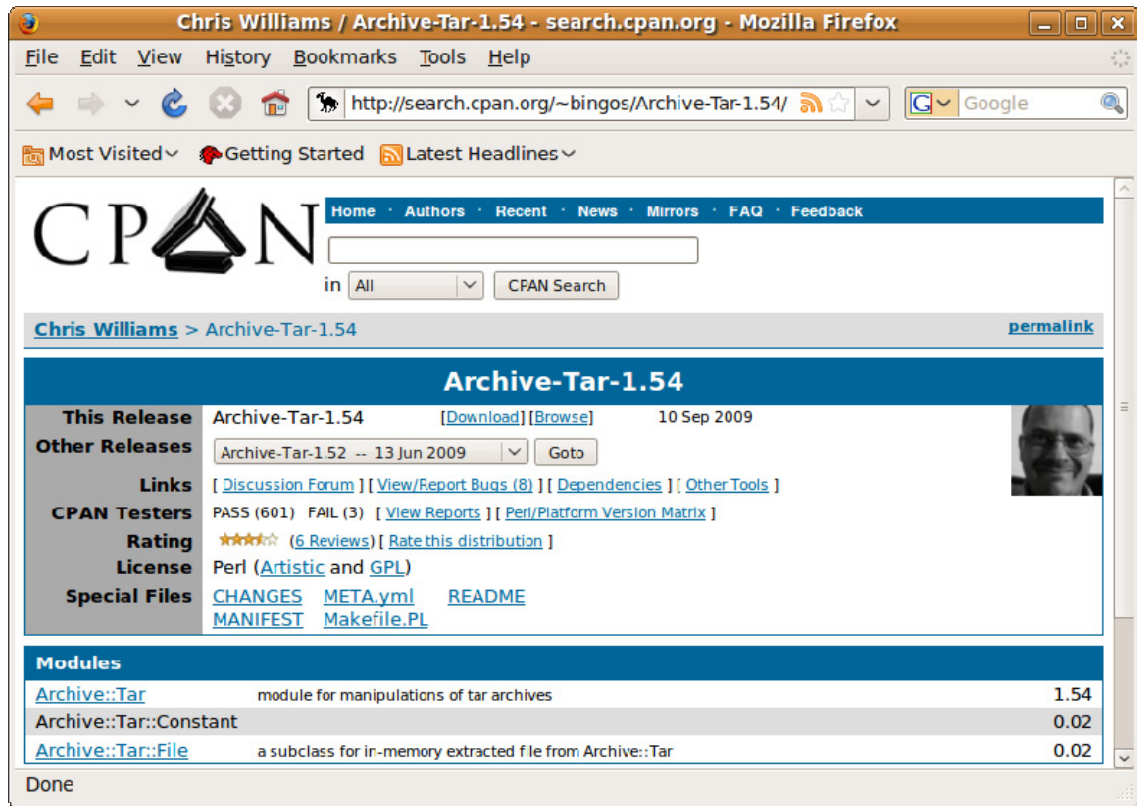 Chris Williams / Archive-Tar-1.54 - search.cpan.org - Mozilla Firefox
File Edit View History Bookmarks Tools Help
http://search.cpan.org/~bingos/Archive-Tar-1.54/ G Google
Most Visited Getting Started Latest Headlines
CPAN
Home · Authors · Recent · News · Mirrors · FAQ · Feedback
in All CPAN Search
Chris Williams > Archive-Tar-1.54 permalink
Archive-Tar-1.54
This Release Archive-Tar-1.54 [Download] [Browse] 10 Sep 2009
Other Releases Archive-Tar-1.52 -- 13 Jun 2009 Goto
Links [ Discussion Forum ] [ View/Report Bugs (8) ] [ Dependencies ] [ Other Tools ]
CPAN Testers PASS (601) FAIL (3) [ View Reports ] [ Perl/Platform Version Matrix ]
Rating (6 Reviews) [ Rate this distribution ]
License Perl (Artistic and GPL)
Special Files CHANGES META.yml README
MANIFEST Makefile.PL
Modules
Archive::Tar module for manipulations of tar archives 1.54
Archive::Tar::Constant 0.02
Archive::Tar::File a subclass for in-memory extracted file from Archive::Tar 0.02
Done